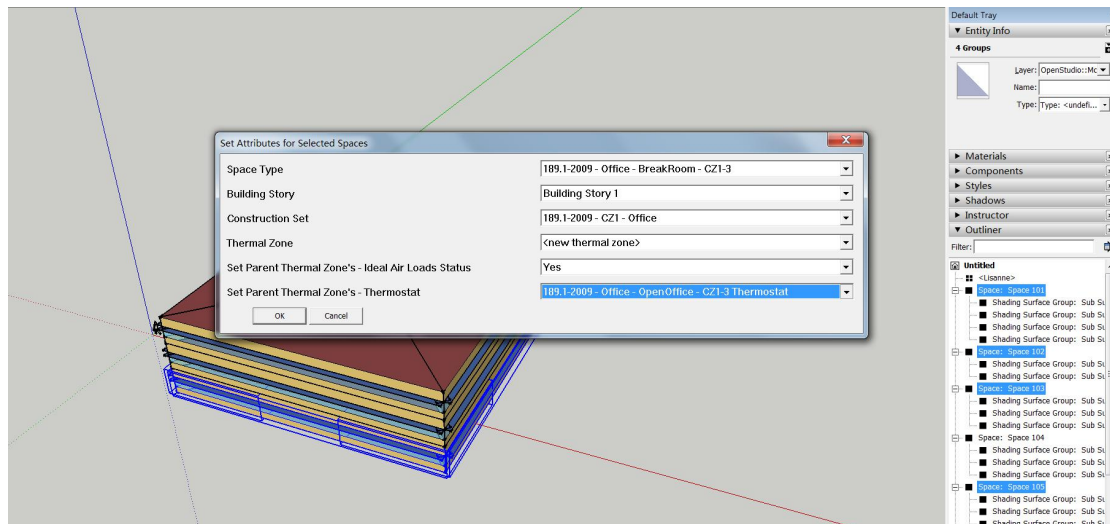 Default Tray
▼ Entity Info
4 Groups
Layer: OpenStudio::Mc
Name:
Type: Type: <undefi...
Set Attributes for Selected Spaces
Space Type 189.1-2009 - Office - BreakRoom - CZ1-3
Building Story Building Story 1
Construction Set 189.1-2009 - CZ1 - Office
Thermal Zone <new thermal zone>
Set Parent Thermal Zone's - Ideal Air Loads Status Yes
Set Parent Thermal Zone's - Thermostat 189.1-2009 - Office - OpenOffice - CZ1-3 Thermostat
OK Cancel
► Materials
► Components
► Styles
► Shadows
► Instructor
▼ Outliner
Filter:
Untitled
<Lisanne>
Space: Space 101
Shading Surface Group: Sub Su
Shading Surface Group: Sub Su
Shading Surface Group: Sub Su
Shading Surface Group: Sub Su
Space: Space 102
Shading Surface Group: Sub Su
Shading Surface Group: Sub Su
Space: Space 103
Shading Surface Group: Sub Su
Shading Surface Group: Sub Su
Shading Surface Group: Sub Su
Space: Space 104
Shading Surface Group: Sub Su
Shading Surface Group: Sub Su
Space: Space 105
Shading Surface Group: Sub Su
Shading Surface Group: Sub Su
Shading Surface Group: Sub Su